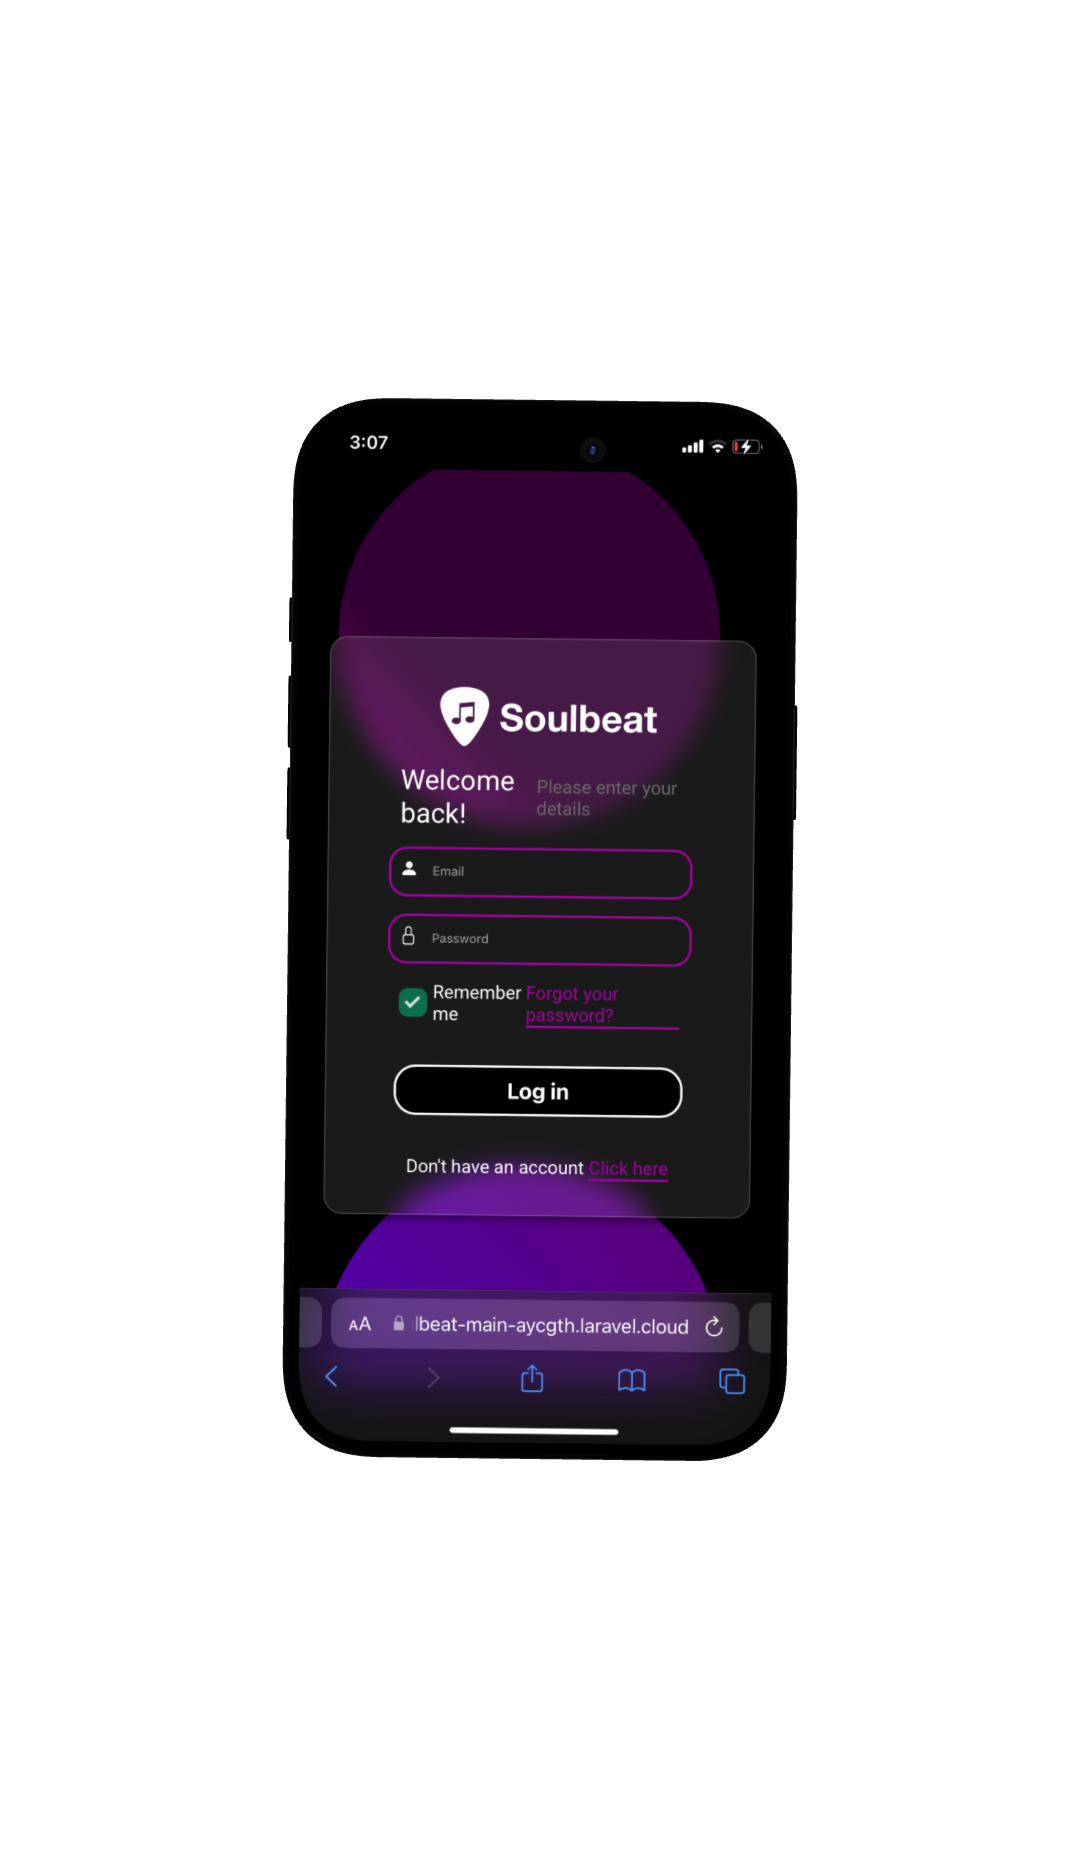 3:07
Soulbeat
Welcome
back!
Please enter your
details
Email
Password
Remember
me
Forgot your
password?
Log in
Don't have an account Click here
AA
lbeat-main-aycgth.laravel.cloud